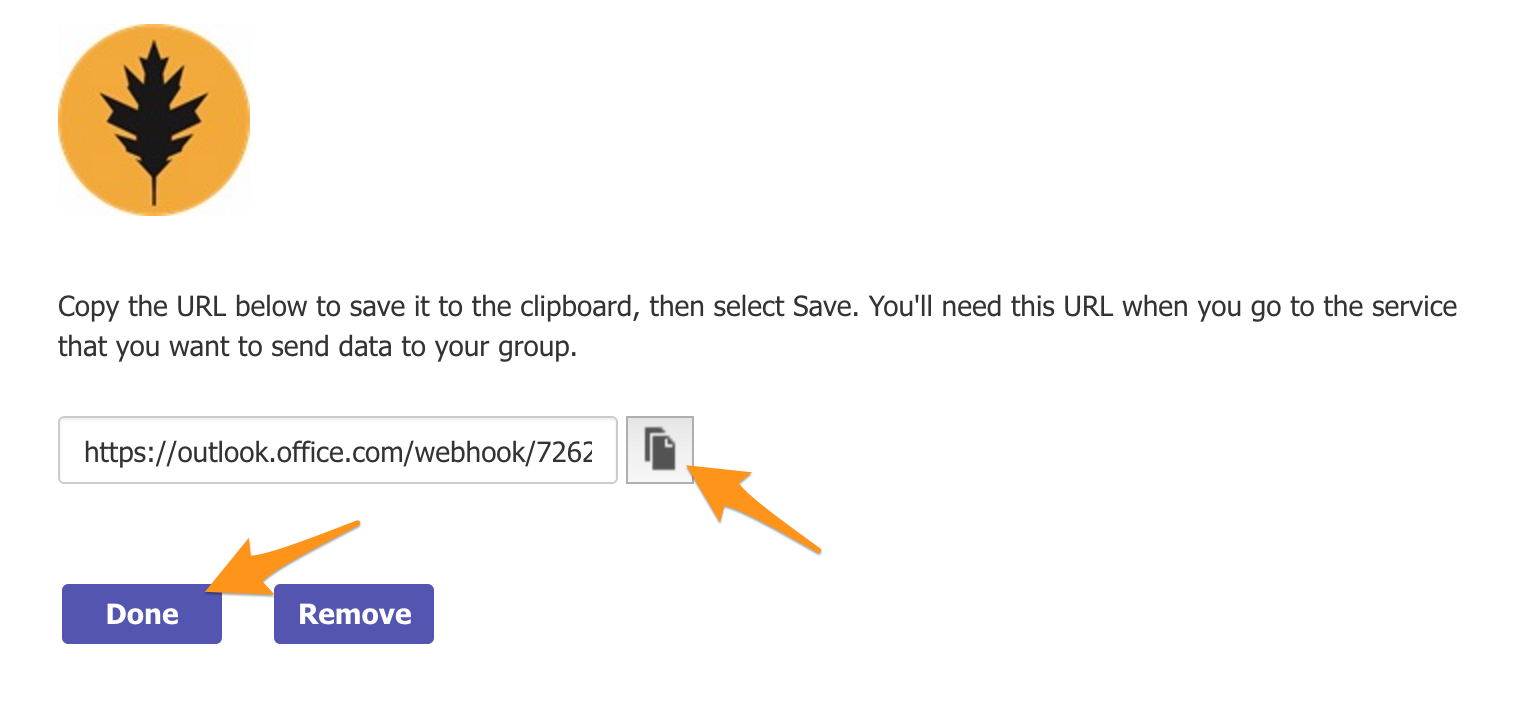 Copy the URL below to save it to the clipboard, then select Save. You'll need this URL when you go to the service
that you want to send data to your group.
https://outlook.office.com/webhook/7262
Done
Remove